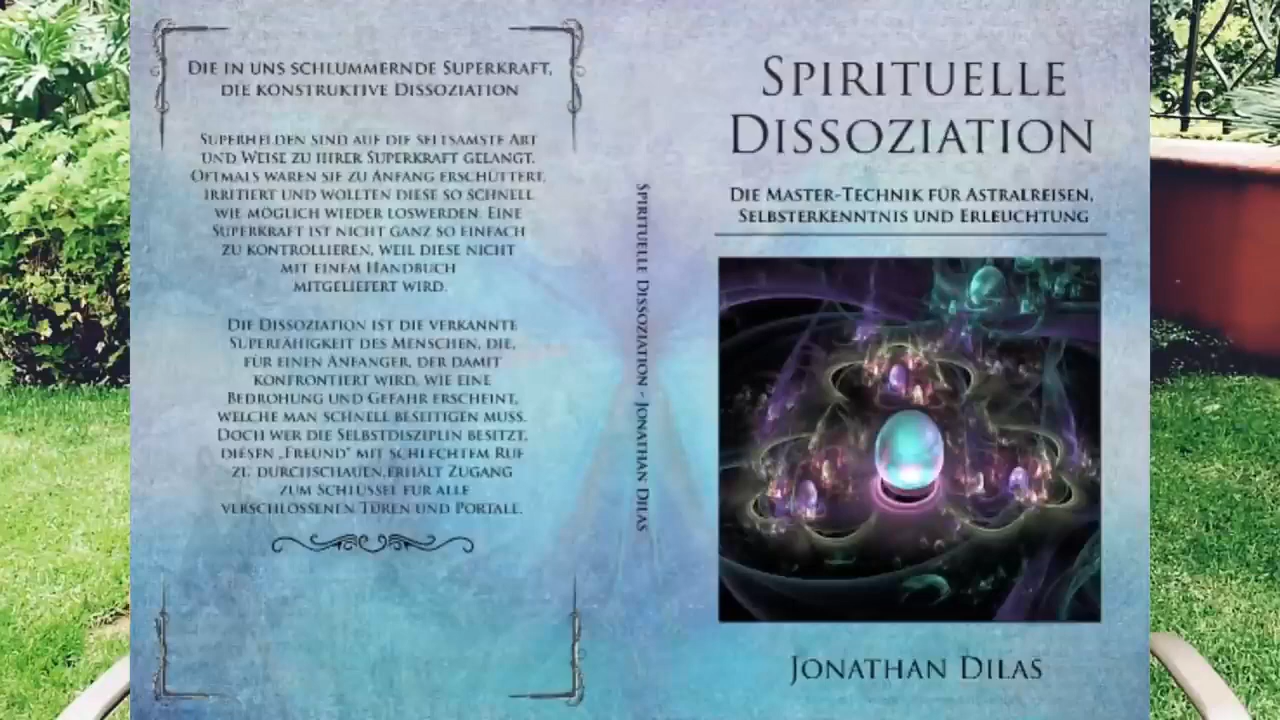 Die in uns schlummernde Superkraft,
die konstruktive Dissoziation
Superhelden sind auf die seltsamste Art
und Weise zu ihrer Superkraft gelangt.
Oftmals waren sie zu Anfang erschüttert,
irritiert und wollten diese so schnell
wie möglich wieder loswerden. Eine
Superkraft ist nicht ganz so einfach
zu kontrollieren, weil diese nicht
mit einem Handbuch
mitgeliefert wird.
Die Dissoziation ist die verkannte
Superfähigkeit des Menschen, die,
für einen Anfänger, der damit
konfrontiert wird, wie eine
Bedrohung und Gefahr erscheint,
welche man schnell beseitigen muss.
Doch wer die Selbstdisziplin besitzt,
diesen „Freund" mit schlechtem Ruf
zu durchschauen, erhält Zugang
zum Schlüssel für alle
verschlossenen Türen und Portale.
Spirituelle Dissoziation - Jonathan Dilas
Spirituelle
Dissoziation
Die Master-Technik für Astralreisen,
Selbsterkenntnis und Erleuchtung
Jonathan Dilas